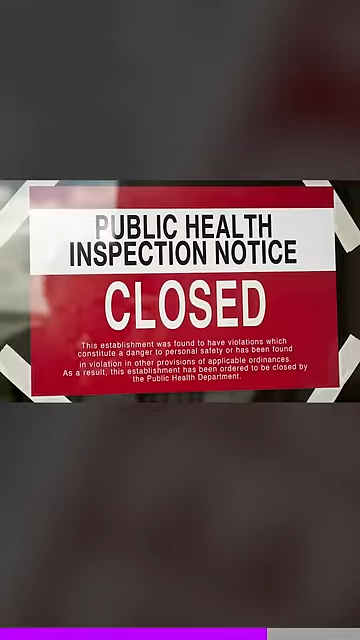 PUBLIC HEALTH
INSPECTION NOTICE
CLOSED
This establishment was found to have violations which
constitute a danger to personal safety or has been found
in violation in other provisions of applicable ordinances.
As a result, this establishment has been ordered to be closed by
the Public Health Department.